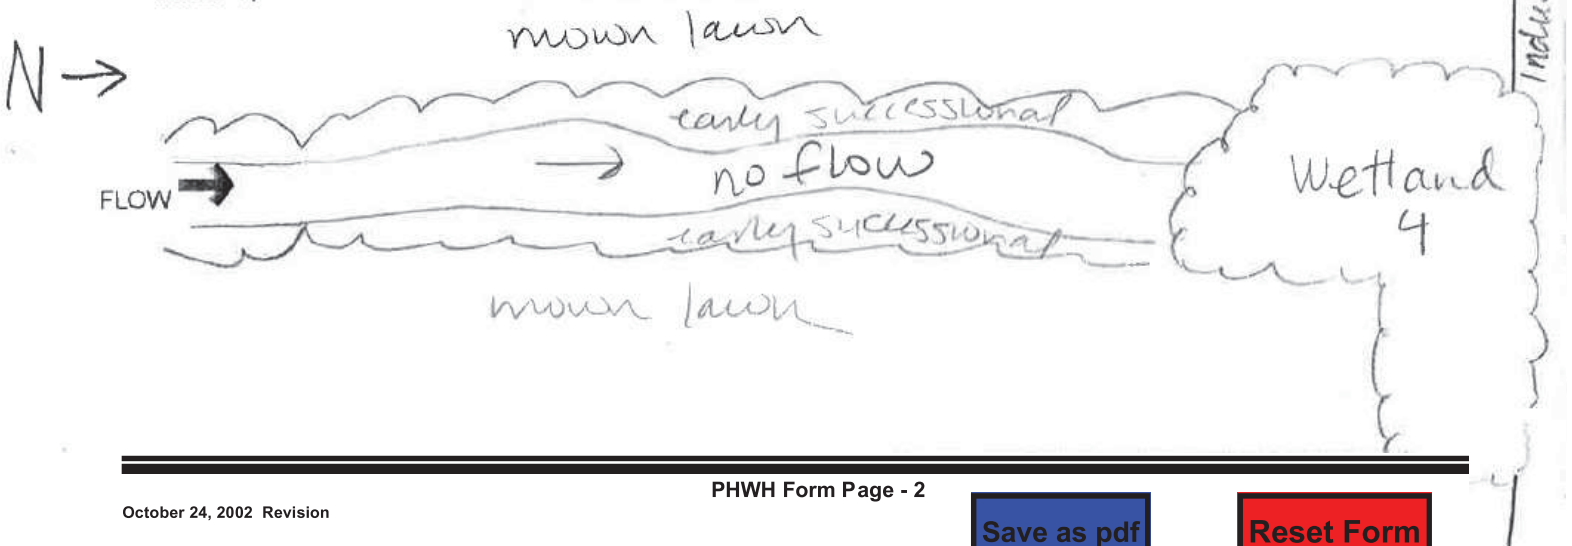 mown lawn
N →
early successional
no flow
FLOW
Wetland
4
early successional
mown lawn
PHWH Form Page - 2
October 24, 2002 Revision
Save as pdf
Reset Form